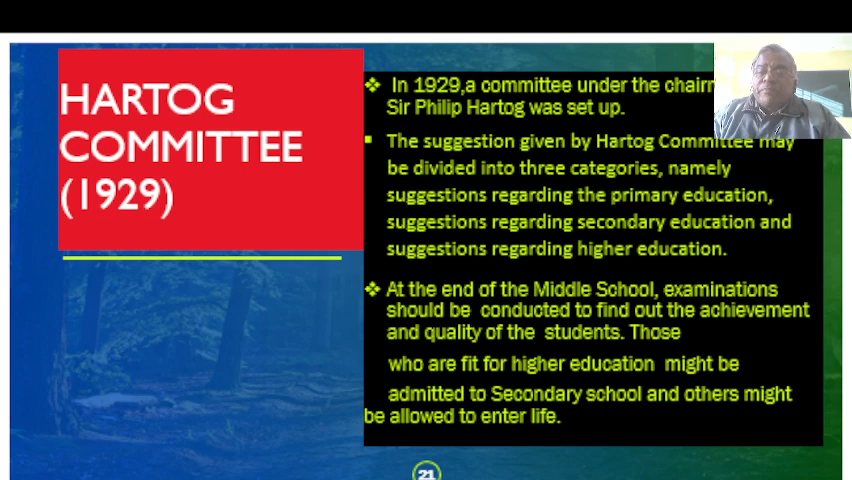 HARTOG
COMMITTEE
(1929)
❖ In 1929,a committee under the
Sir Philip Hartog was set up.
▪ The suggestion given by Hartog Committee may
be divided into three categories, namely
suggestions regarding the primary education,
suggestions regarding secondary education and
suggestions regarding higher education.
❖ At the end of the Middle School, examinations
should be conducted to find out the achievement
and quality of the students. Those
who are fit for higher education might be
admitted to Secondary school and others might
be allowed to enter life.
21